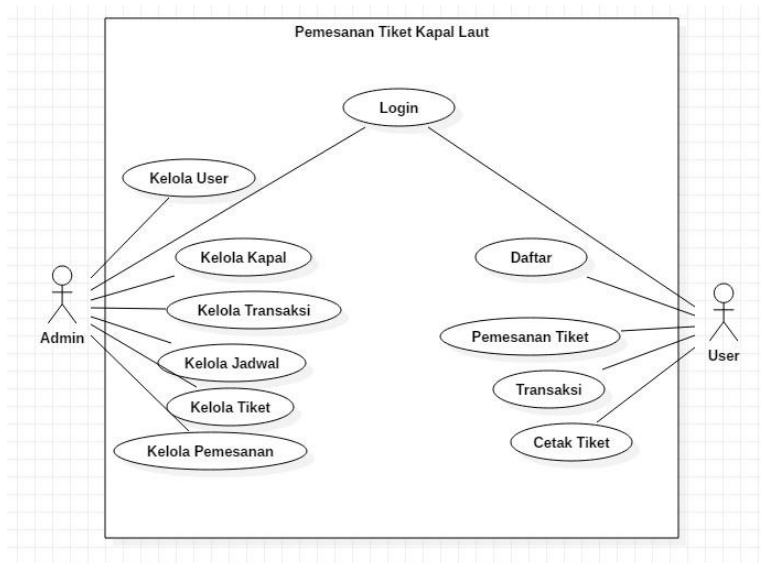 Pemesanan Tiket Kapal Laut
Login
Kelola User
Kelola Kapal
Daftar
Kelola Transaksi
Admin
Pemesanan Tiket
User
Kelola Jadwal
Transaksi
Kelola Tiket
Cetak Tiket
Kelola Pemesanan